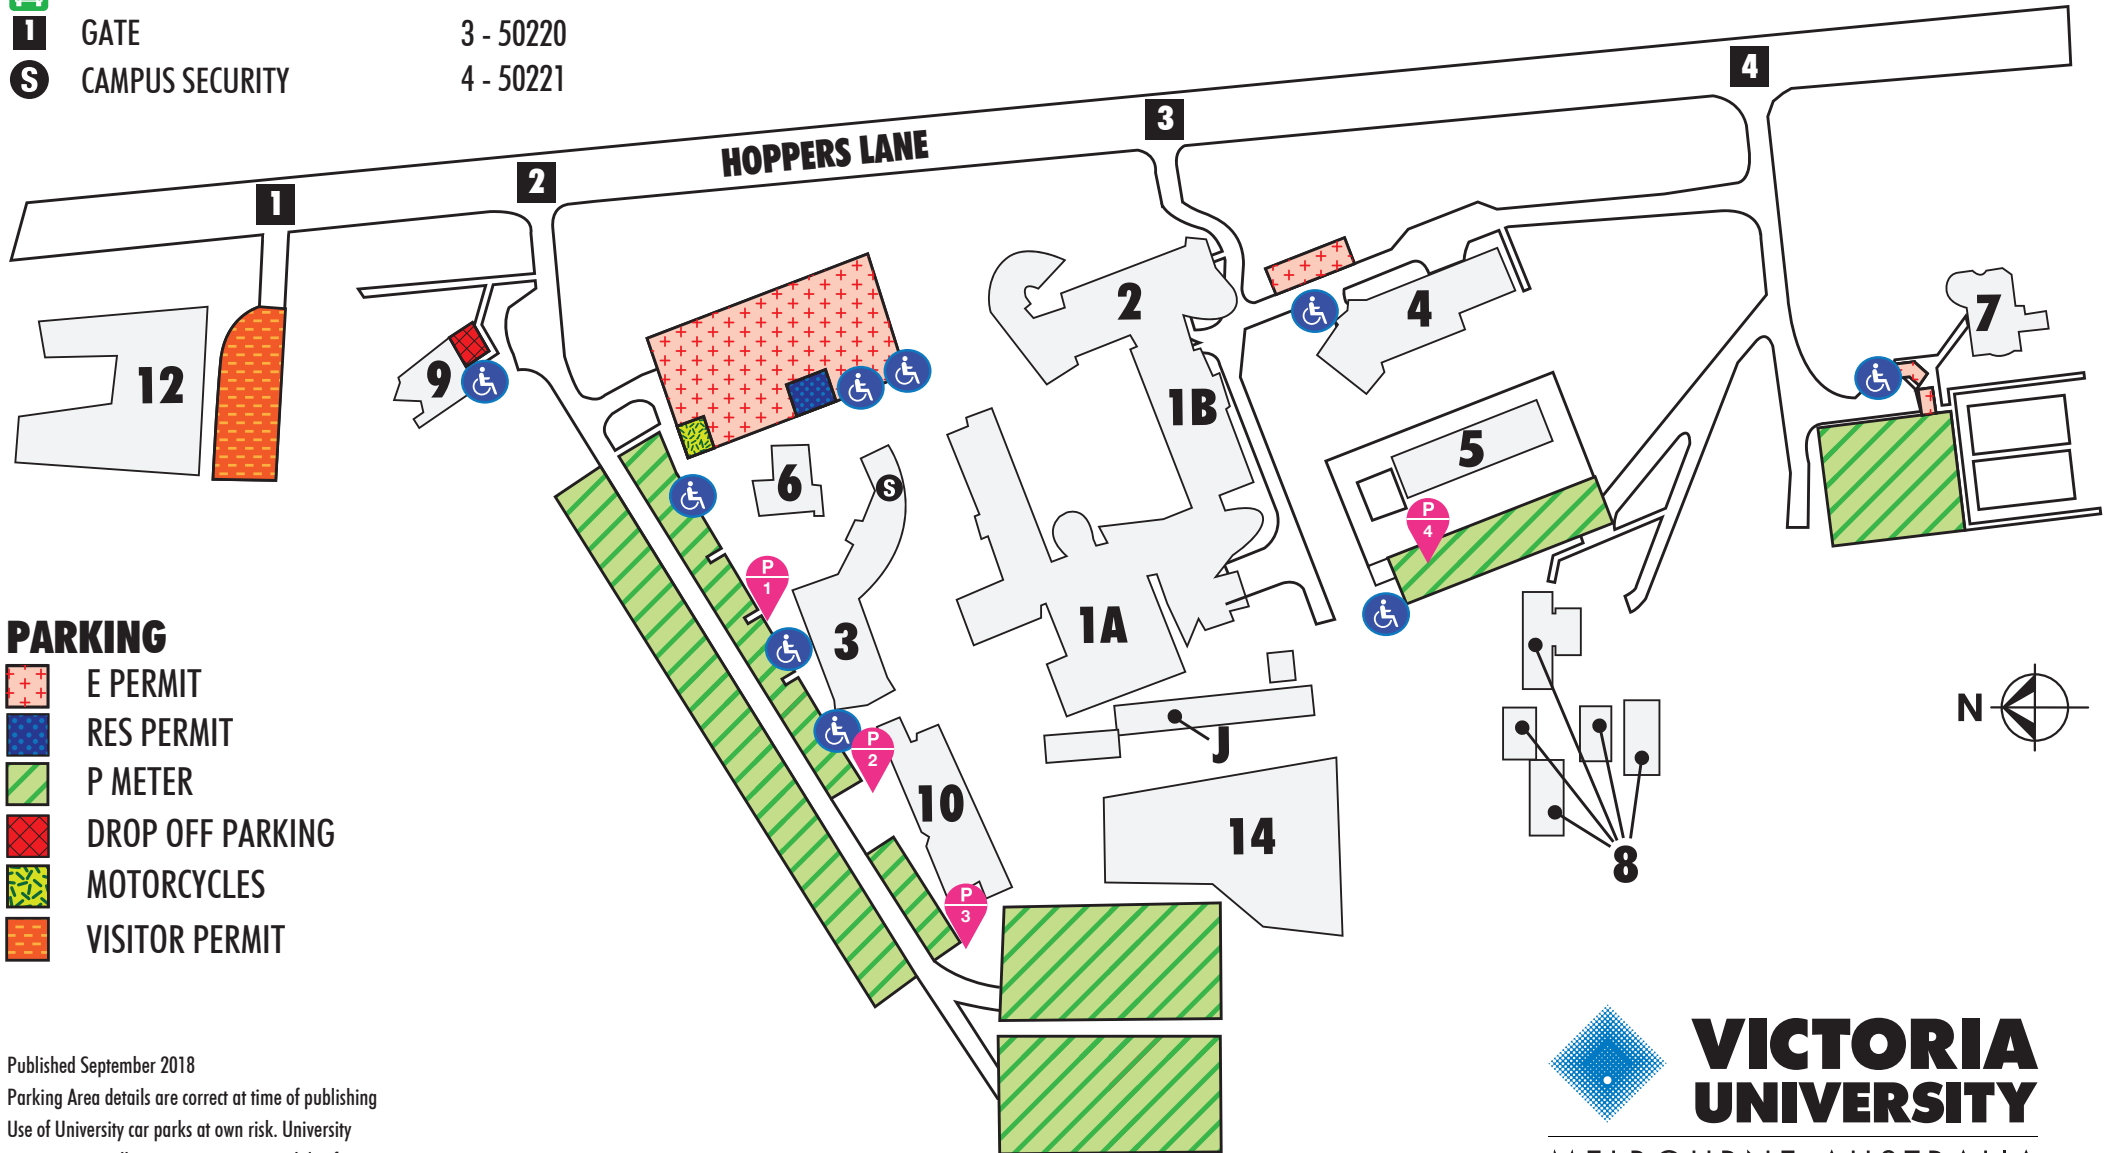 1 GATE 3 - 50220
S CAMPUS SECURITY 4 - 50221
4
3
HOPPERS LANE
2
1
2
4
7
12
9
1B
5
6
S
P
4
P
1
1A
3
PARKING
E PERMIT
RES PERMIT
P METER
DROP OFF PARKING
MOTORCYCLES
VISITOR PERMIT
N
J
P
2
10
14
8
P
3
Published September 2018
Parking Area details are correct at time of publishing
Use of University car parks at own risk. University
VICTORIA
UNIVERSITY
MELBOURNE AUSTRALIA